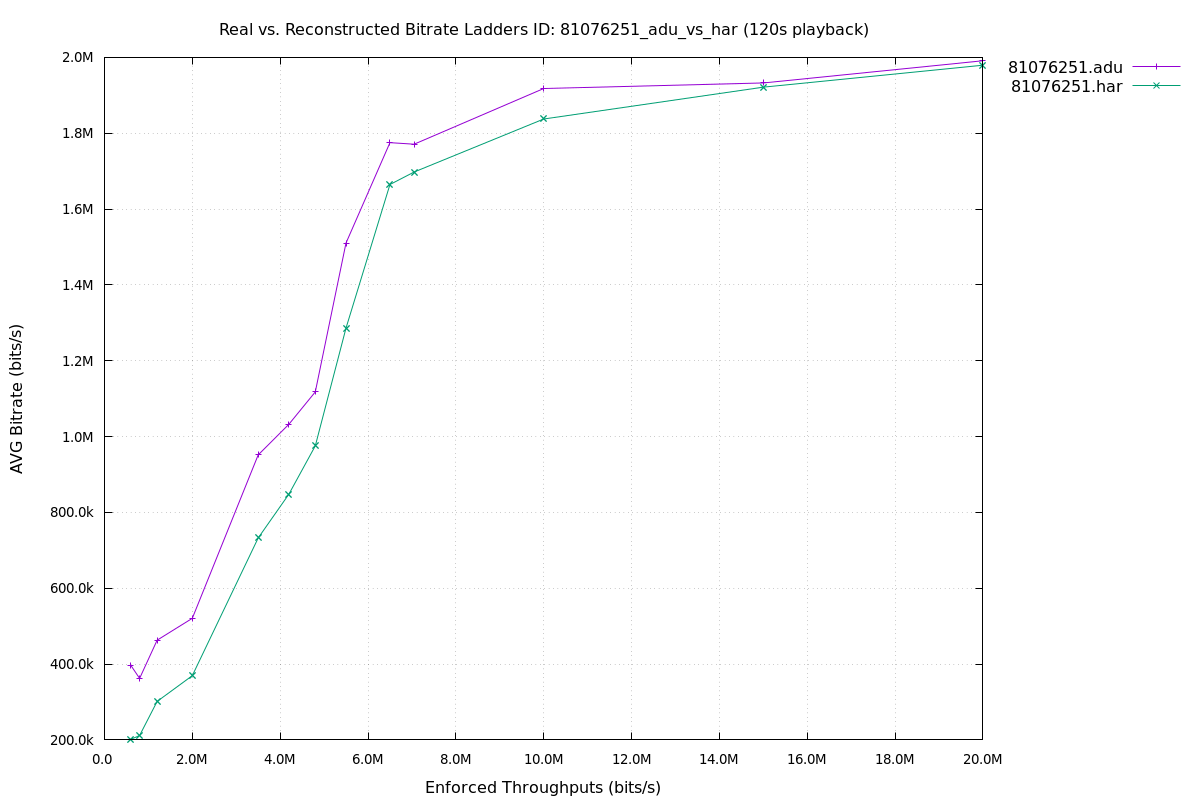 Real vs. Reconstructed Bitrate Ladders ID: 81076251_adu_vs_har (120s playback)
81076251.adu
81076251.har
2.0M
1.8M
1.6M
1.4M
1.2M
1.0M
800.0k
600.0k
400.0k
200.0k
AVG Bitrate (bits/s)
0.0 2.0M 4.0M 6.0M 8.0M 10.0M 12.0M 14.0M 16.0M 18.0M 20.0M
Enforced Throughputs (bits/s)